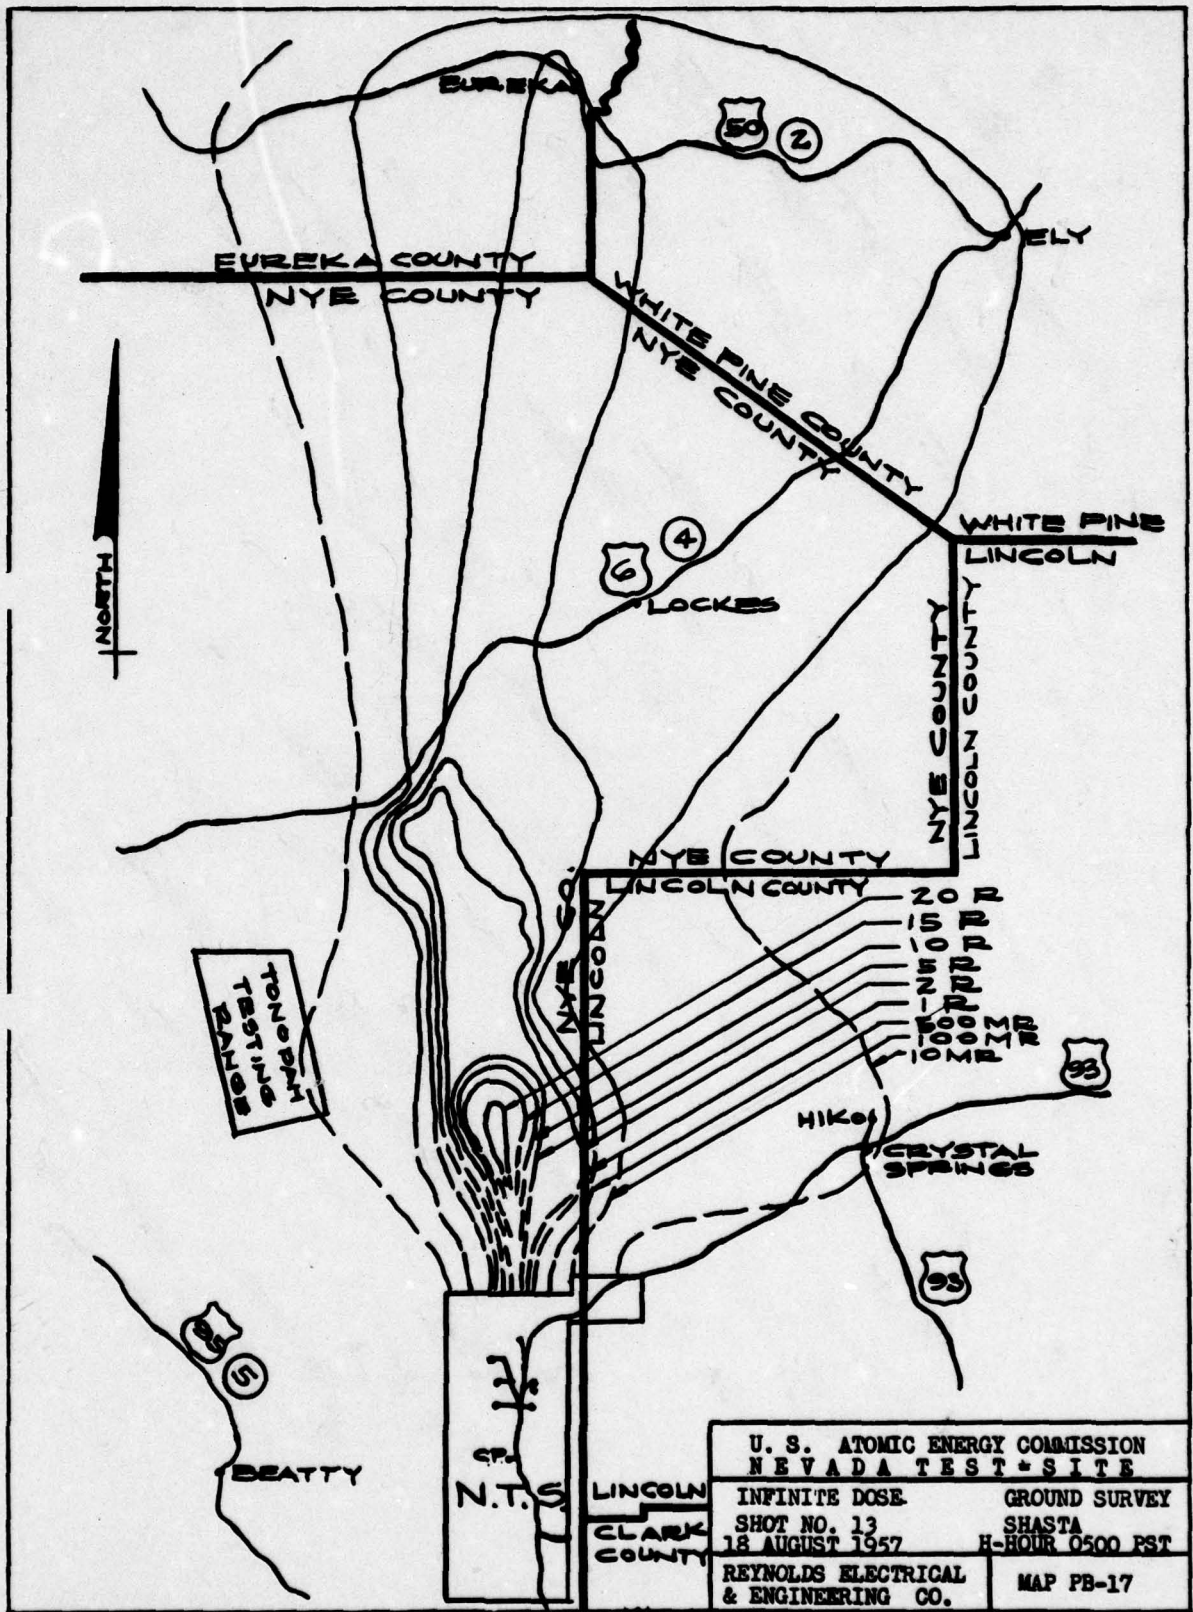 EUREKA
50
2
ELY
EUREKA COUNTY
NYE COUNTY
WHITE PINE COUNTY
NYE COUNTY
NORTH
6
4
LOCKES
WHITE PINE
LINCOLN
NYE COUNTY
LINCOLN COUNTY
NYE COUNTY
LINCOLN COUNTY
NYE CO.
LINCOLN
20 R
15 R
10 R
5 R
2 R
1 R
500 MR
100 MR
10 MR
TONOPAH
TESTING
RANGE
93
HIKO
CRYSTAL
SPRINGS
93
95
5
BEATTY
CP.
N.T.S.
LINCOLN
CLARK
COUNTY
U. S. ATOMIC ENERGY COMMISSION
NEVADA TEST SITE
INFINITE DOSE GROUND SURVEY
SHOT NO. 13 SHASTA
18 AUGUST 1957 H-HOUR 0500 PST
REYNOLDS ELECTRICAL
& ENGINEERING CO.
MAP PB-17